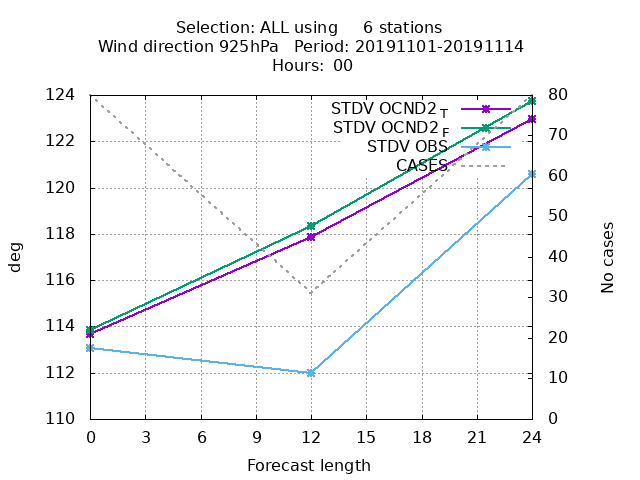 Selection: ALL using     6 stations
Wind direction 925hPa   Period: 20191101-20191114
Hours:  00
STDV OCND2 T
STDV OCND2 F
STDV OBS
CASES
124
122
120
118
116
114
112
110
deg
80
70
60
50
40
30
20
10
0
No cases
0 3 6 9 12 15 18 21 24
Forecast length